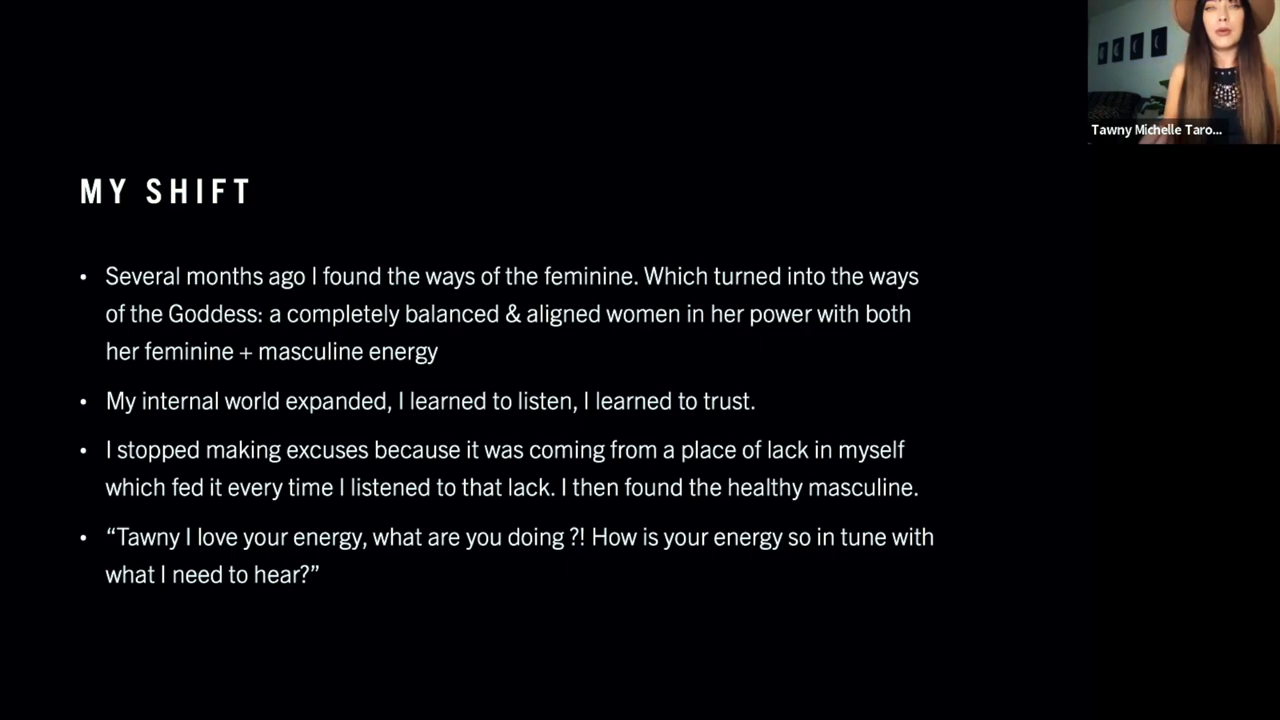 Tawny Michelle Taro...
MY SHIFT
• Several months ago I found the ways of the feminine. Which turned into the ways
of the Goddess: a completely balanced & aligned women in her power with both
her feminine + masculine energy
• My internal world expanded, I learned to listen, I learned to trust.
• I stopped making excuses because it was coming from a place of lack in myself
which fed it every time I listened to that lack. I then found the healthy masculine.
• “Tawny I love your energy, what are you doing ?! How is your energy so in tune with
what I need to hear?”